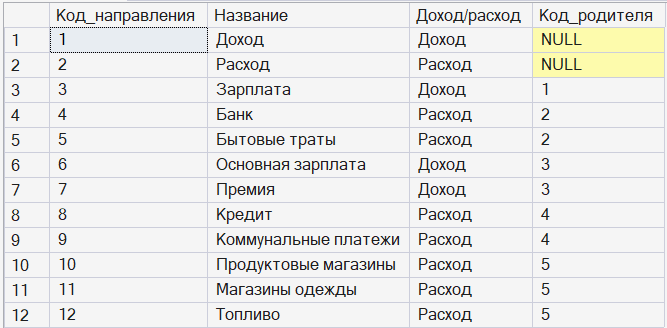 Код_направления Название Доход/расход Код_родителя
1 1 Доход Доход NULL
2 2 Расход Расход NULL
3 3 Зарплата Доход 1
4 4 Банк Расход 2
5 5 Бытовые траты Расход 2
6 6 Основная зарплата Доход 3
7 7 Премия Доход 3
8 8 Кредит Расход 4
9 9 Коммунальные платежи Расход 4
10 10 Продуктовые магазины Расход 5
11 11 Магазины одежды Расход 5
12 12 Топливо Расход 5